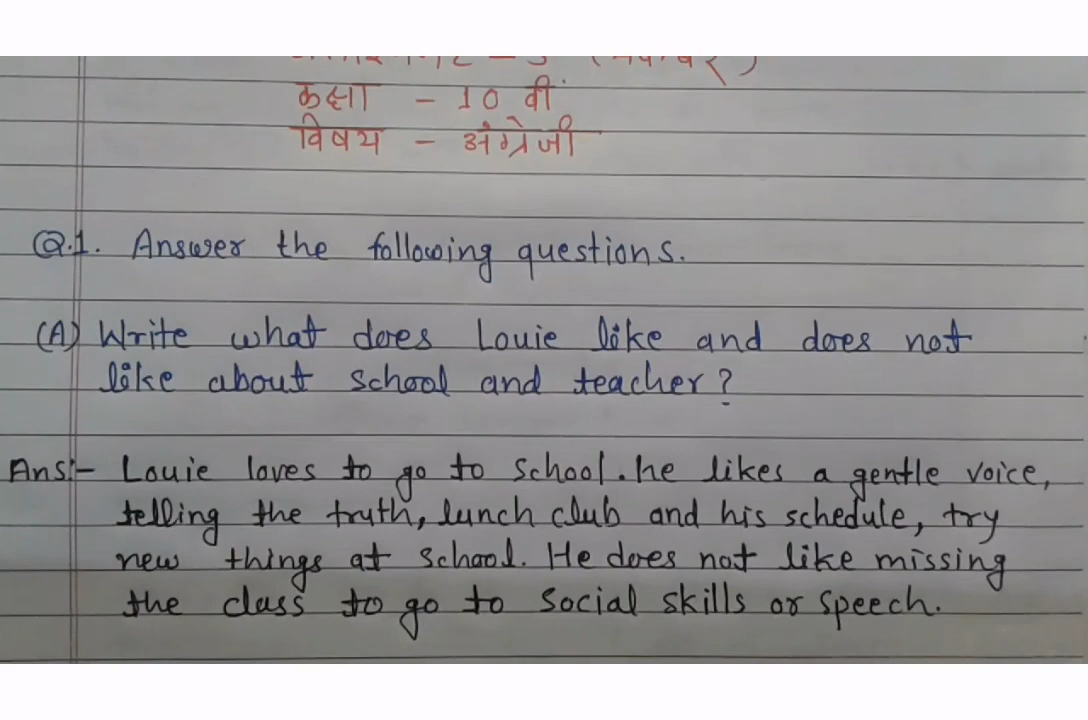 कक्षा - 10 वीं
विषय - अंग्रेजी
Q.1. Answer the following questions.
(A) Write what does Louie like and does not
like about school and teacher?
Ans:- Louie loves to go to school. he likes a gentle voice,
telling the truth, lunch club and his schedule, try
new things at school. He does not like missing
the class to go to social skills or speech.